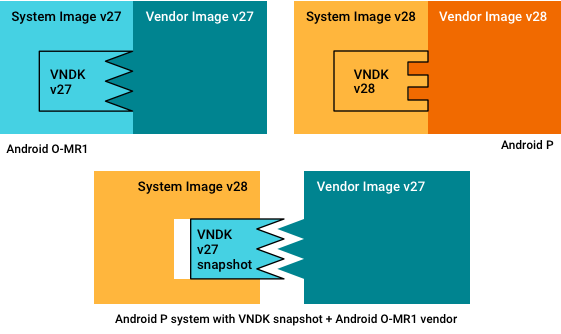 System Image v27
Vendor Image v27
VNDK
v27
Android O-MR1
System Image v28
Vendor Image v28
VNDK
v28
Android P
System Image v28
Vendor Image v27
VNDK
v27
snapshot
Android P system with VNDK snapshot + Android O-MR1 vendor